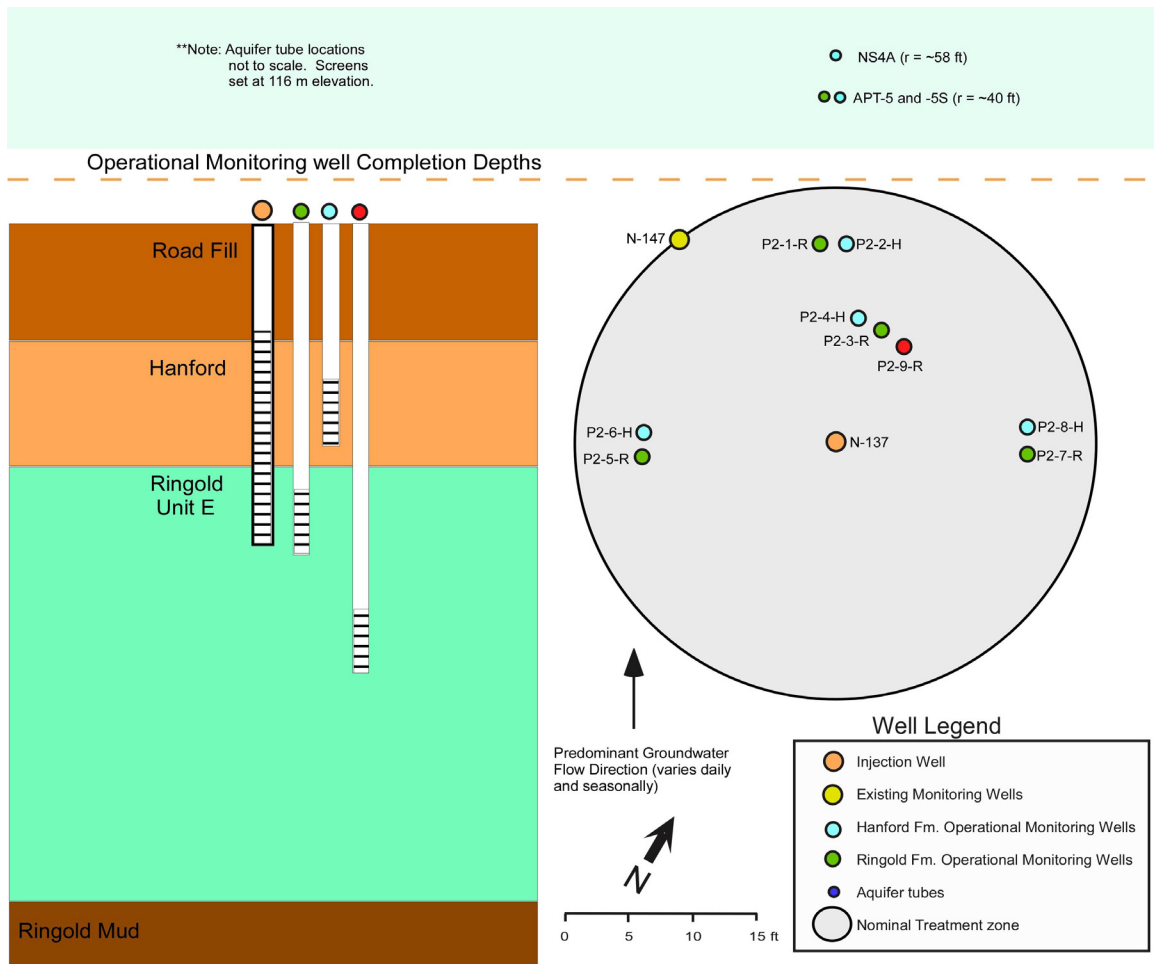 **Note: Aquifer tube locations
not to scale. Screens
set at 116 m elevation.
NS4A (r = ~58 ft)
APT-5 and -5S (r = ~40 ft)
Operational Monitoring well Completion Depths
Road Fill
Hanford
Ringold
Unit E
Ringold Mud
N-147
P2-1-R
P2-2-H
P2-4-H
P2-3-R
P2-9-R
P2-6-H
P2-5-R
N-137
P2-8-H
P2-7-R
Predominant Groundwater
Flow Direction (varies daily
and seasonally)
N
0 5 10 15 ft
Well Legend
Injection Well
Existing Monitoring Wells
Hanford Fm. Operational Monitoring Wells
Ringold Fm. Operational Monitoring Wells
Aquifer tubes
Nominal Treatment zone